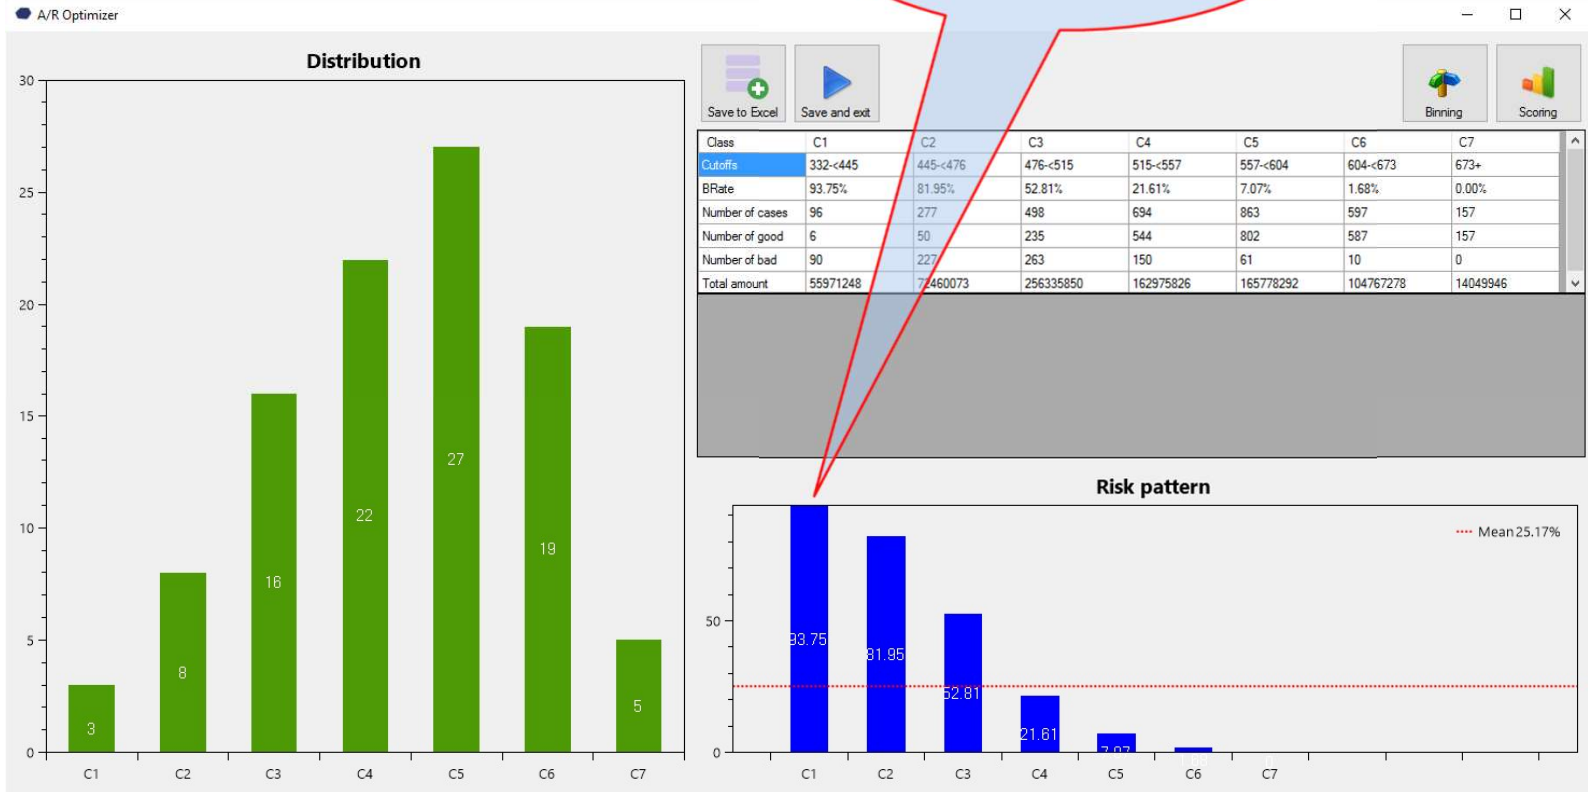 A/R Optimizer
Distribution
30
25
20
15
10
5
0
3
8
16
22
27
19
5
C1 C2 C3 C4 C5 C6 C7
Save to Excel Save and exit Binning Scoring
Class C1 C2 C3 C4 C5 C6 C7
Cutoffs 332-<445 445-<476 476-<515 515-<557 557-<604 604-<673 673+
BRate 93.75% 81.95% 52.81% 21.61% 7.07% 1.68% 0.00%
Number of cases 96 277 498 694 863 597 157
Number of good 6 50 235 544 802 587 157
Number of bad 90 227 263 150 61 10 0
Total amount 55971248 72460073 256335850 162975826 165778292 104767278 14049946
Risk pattern
Mean 25.17%
50
0
93.75
81.95
52.81
21.61
7.07
1.68
0
C1 C2 C3 C4 C5 C6 C7